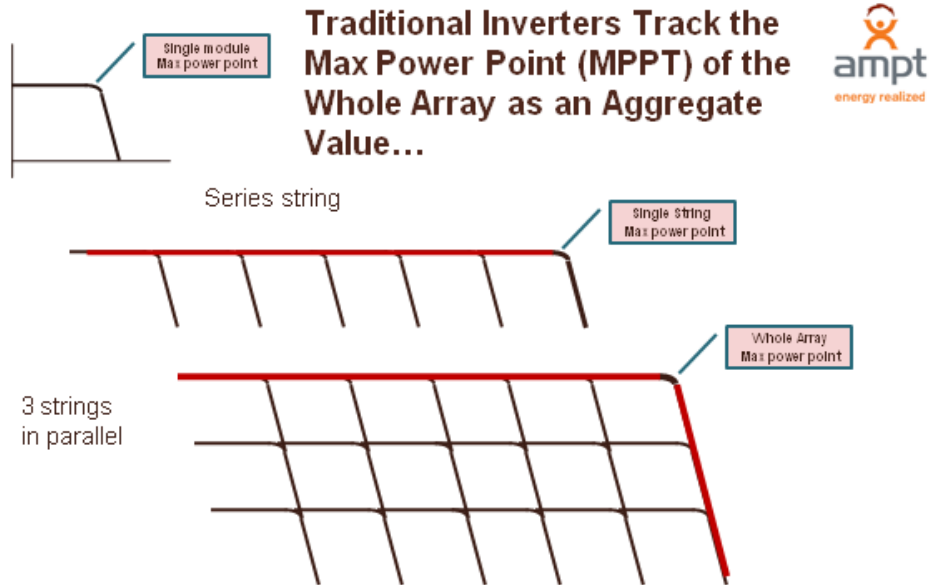 Single module
Max power point
Traditional Inverters Track the
Max Power Point (MPPT) of the
Whole Array as an Aggregate
Value...
ampt
energy realized
Series string
Single String
Max power point
Whole Array
Max power point
3 strings
in parallel